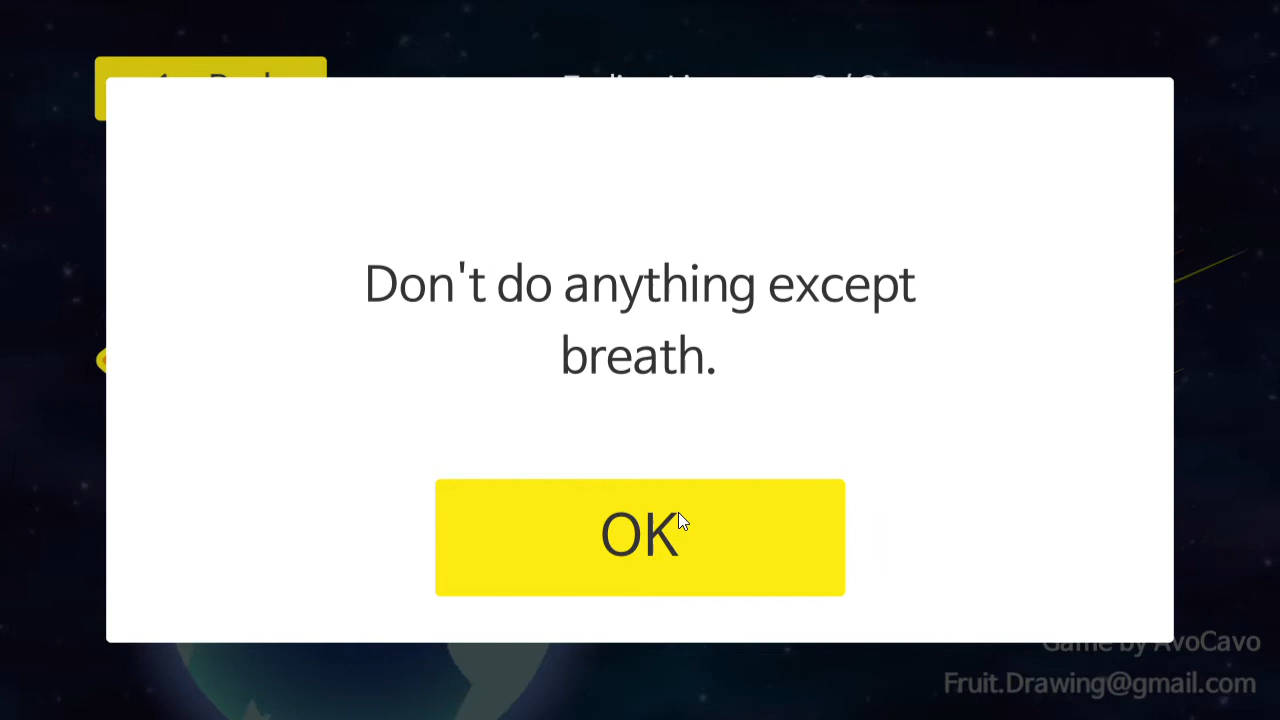 Don't do anything except
breath.
OK
Game by AvoCavo
Fruit.Drawing@gmail.com